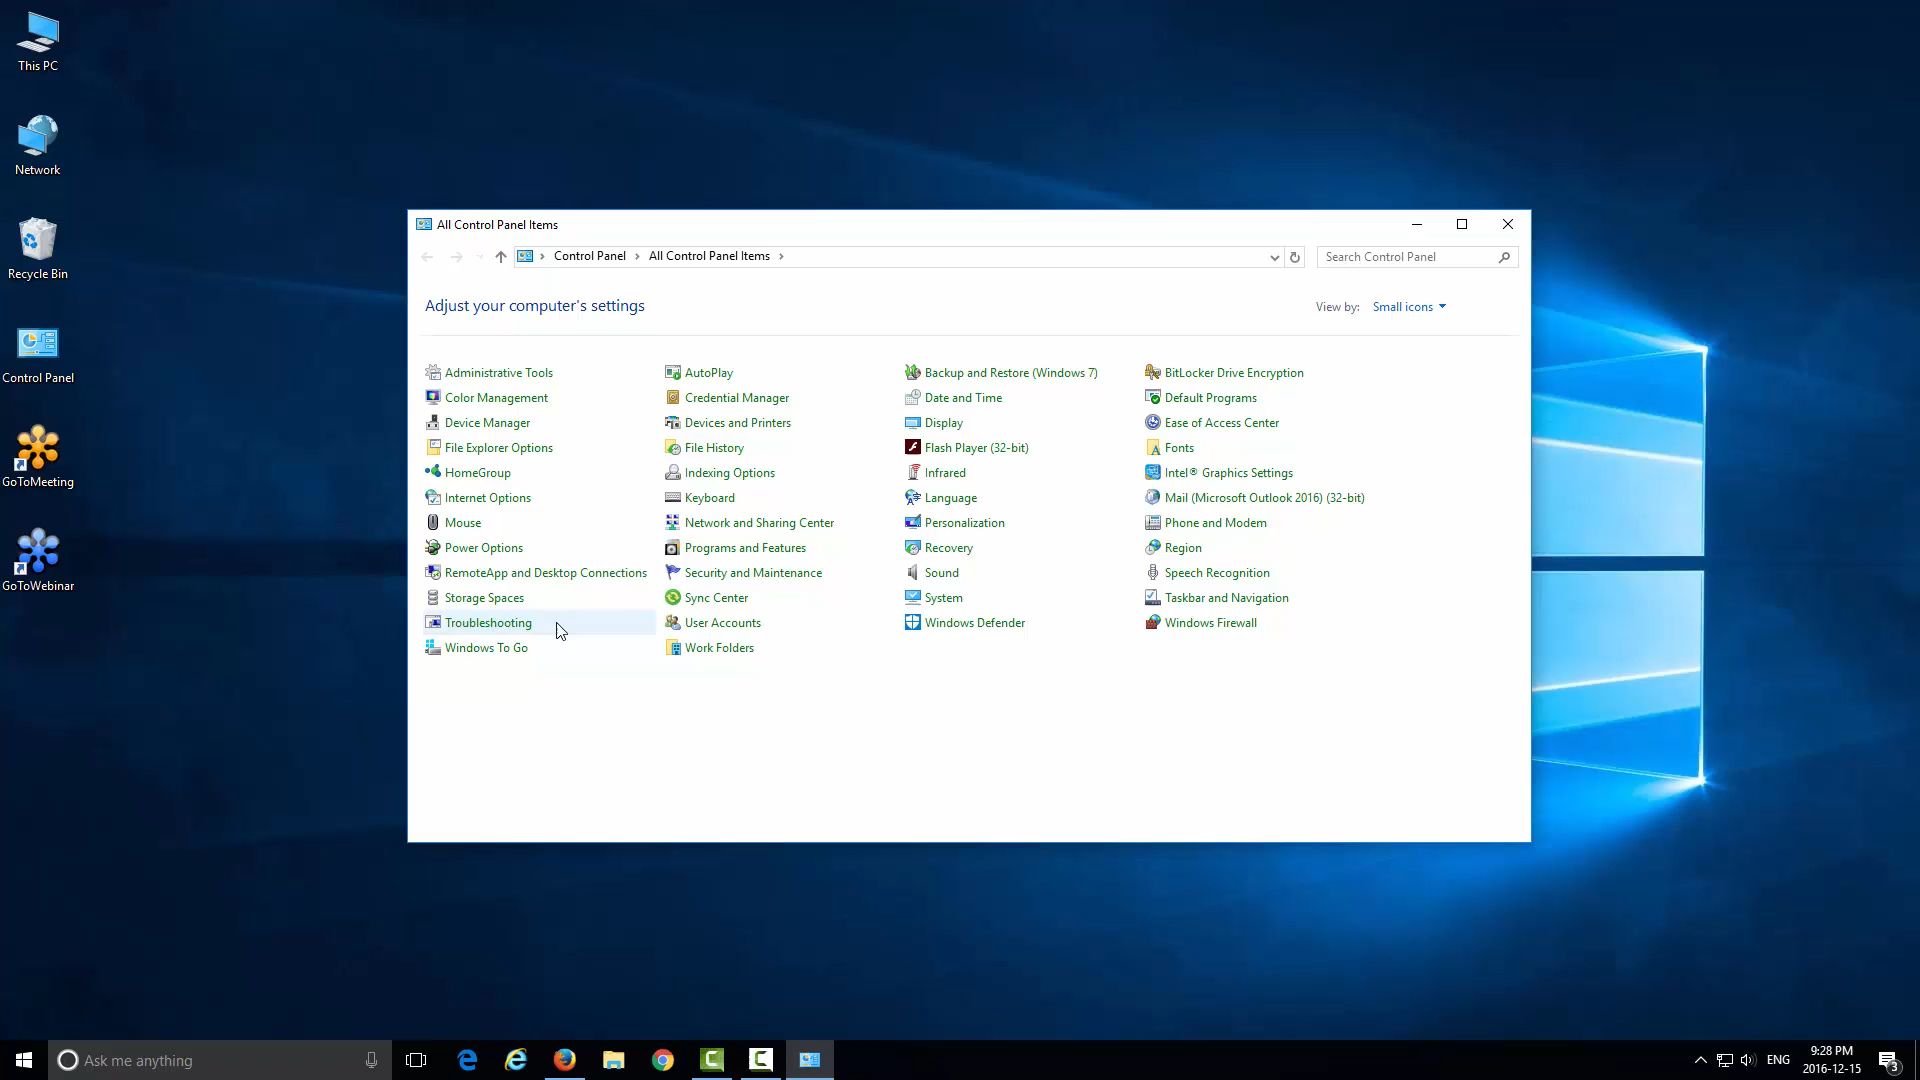 This PC
Network
Recycle Bin
Control Panel
GoToMeeting
GoToWebinar
All Control Panel Items
Control Panel All Control Panel Items
Search Control Panel
Adjust your computer's settings
View by: Small icons
Administrative Tools AutoPlay Backup and Restore (Windows 7) BitLocker Drive Encryption
Color Management Credential Manager Date and Time Default Programs
Device Manager Devices and Printers Display Ease of Access Center
File Explorer Options File History Flash Player (32-bit) Fonts
HomeGroup Indexing Options Infrared Intel® Graphics Settings
Internet Options Keyboard Language Mail (Microsoft Outlook 2016) (32-bit)
Mouse Network and Sharing Center Personalization Phone and Modem
Power Options Programs and Features Recovery Region
RemoteApp and Desktop Connections Security and Maintenance Sound Speech Recognition
Storage Spaces Sync Center System Taskbar and Navigation
Troubleshooting User Accounts Windows Defender Windows Firewall
Windows To Go Work Folders
Ask me anything
ENG
9:28 PM
2016-12-15
3